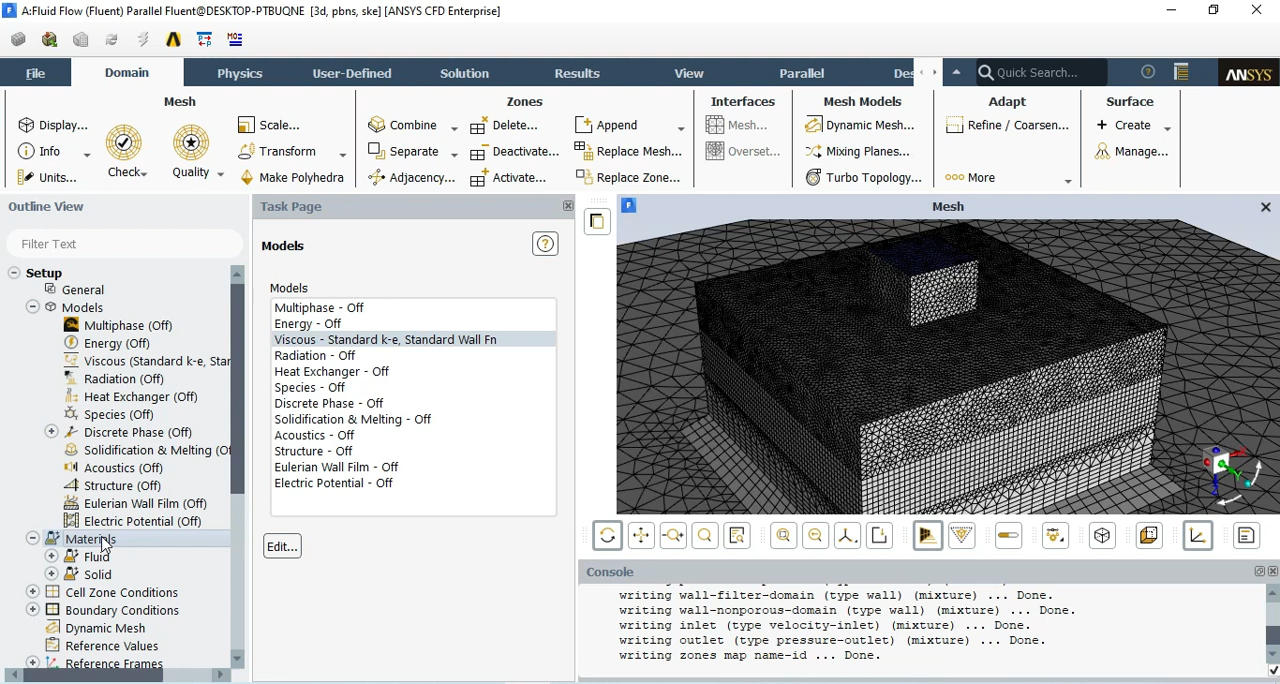 A:Fluid Flow (Fluent) Parallel Fluent@DESKTOP-PTBUQNE [3d, pbns, ske] [ANSYS CFD Enterprise]
File Domain Physics User-Defined Solution Results View Parallel Des Quick Search... ANSYS
Mesh Zones Interfaces Mesh Models Adapt Surface
Display... Scale... Combine Delete... Append Mesh... Dynamic Mesh... Refine / Coarsen... Create
Info Check Quality Transform Separate Deactivate... Replace Mesh... Overset... Mixing Planes... Manage...
Units... Make Polyhedra Adjacency... Activate... Replace Zone... Turbo Topology... More
Outline View
Filter Text
Setup
General
Models
Multiphase (Off)
Energy (Off)
Viscous (Standard k-e, Star
Radiation (Off)
Heat Exchanger (Off)
Species (Off)
Discrete Phase (Off)
Solidification & Melting (Of
Acoustics (Off)
Structure (Off)
Eulerian Wall Film (Off)
Electric Potential (Off)
Materials
Fluid
Solid
Cell Zone Conditions
Boundary Conditions
Dynamic Mesh
Reference Values
Reference Frames
Task Page
Models
Models
Multiphase - Off
Energy - Off
Viscous - Standard k-e, Standard Wall Fn
Radiation - Off
Heat Exchanger - Off
Species - Off
Discrete Phase - Off
Solidification & Melting - Off
Acoustics - Off
Structure - Off
Eulerian Wall Film - Off
Electric Potential - Off
Edit...
Mesh
Console
writing wall-filter-domain (type wall) (mixture) ... Done.
writing wall-nonporous-domain (type wall) (mixture) ... Done.
writing inlet (type velocity-inlet) (mixture) ... Done.
writing outlet (type pressure-outlet) (mixture) ... Done.
writing zones map name-id ... Done.